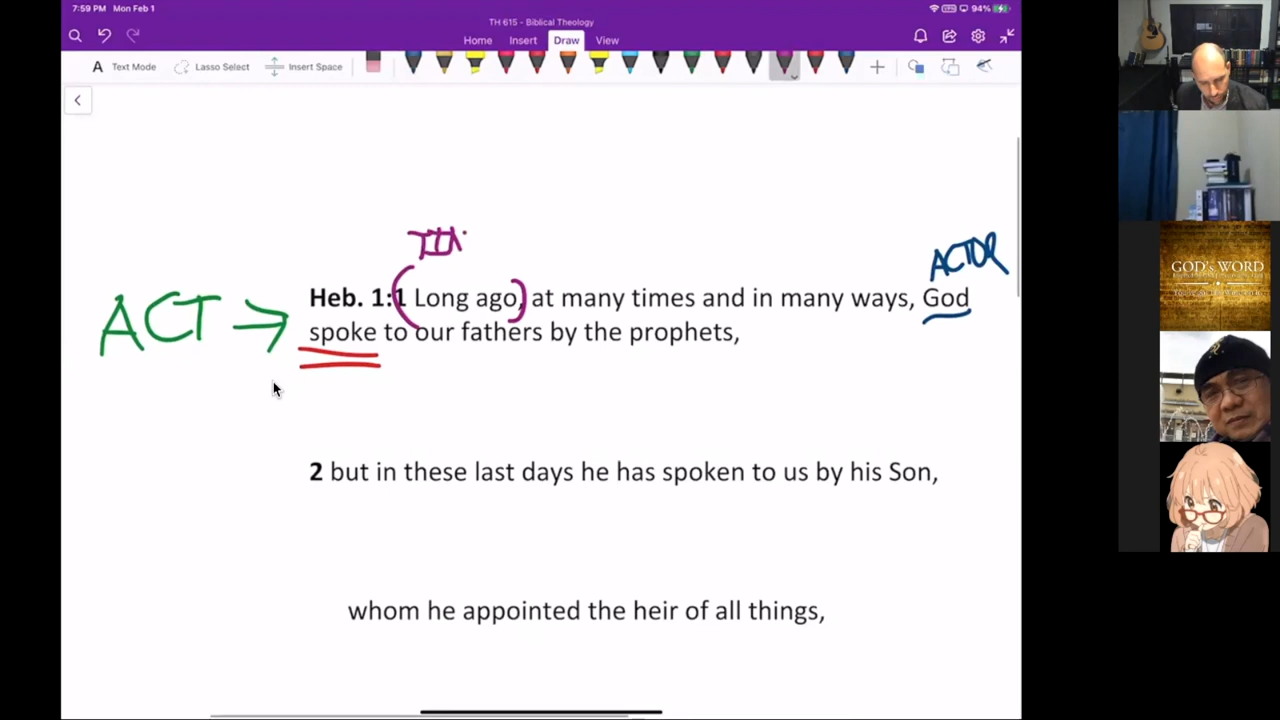 7:59 PM Mon Feb 1
94%
TH 615 - Biblical Theology
Home Insert Draw View
A Text Mode Lasso Select Insert Space
ACTOR
ACT →
Heb. 1:1 Long ago, at many times and in many ways, God
spoke to our fathers by the prophets,
2 but in these last days he has spoken to us by his Son,
whom he appointed the heir of all things,
GOD's WORD